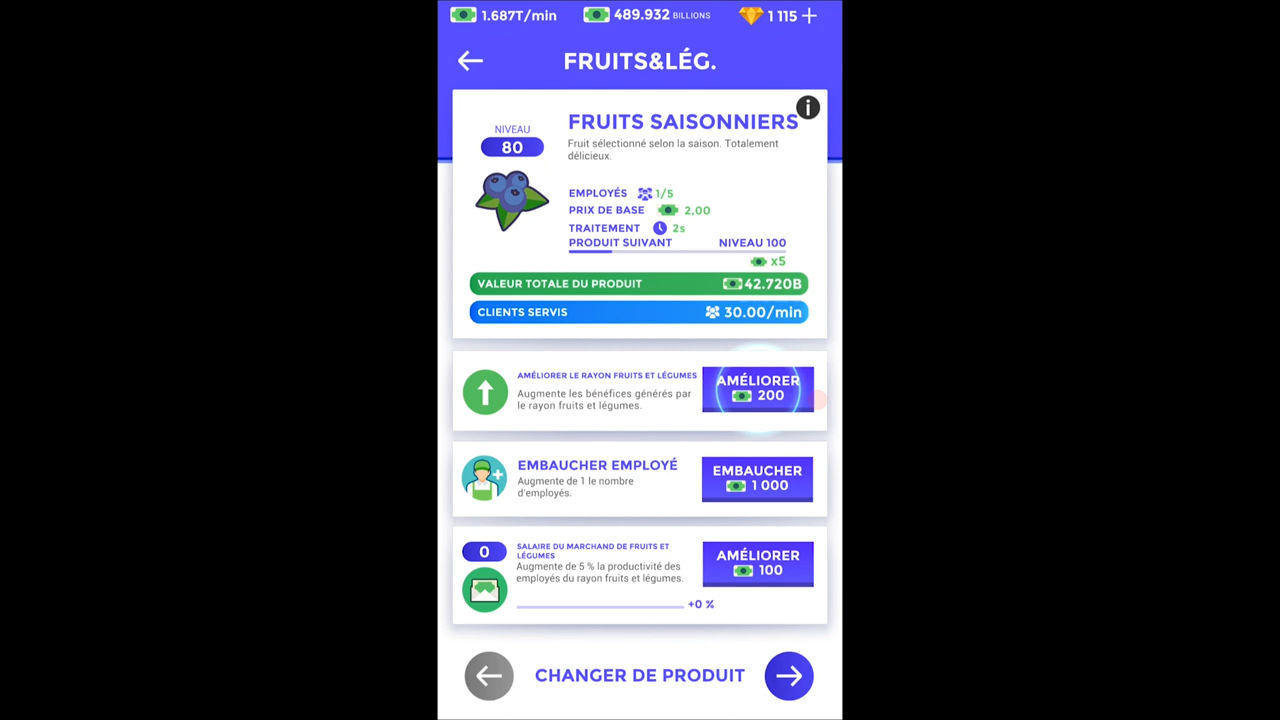 1.687T/min 489.932 BILLIONS 1 115
FRUITS&LÉG.
i
FRUITS SAISONNIERS
NIVEAU
80
Fruit sélectionné selon la saison. Totalement
délicieux.
EMPLOYÉS 1/5
PRIX DE BASE 2,00
TRAITEMENT 2s
PRODUIT SUIVANT NIVEAU 100
x5
VALEUR TOTALE DU PRODUIT 42.720B
CLIENTS SERVIS 30.00/min
AMÉLIORER LE RAYON FRUITS ET LÉGUMES
Augmente les bénéfices générés par
le rayon fruits et légumes.
AMÉLIORER
200
EMBAUCHER EMPLOYÉ
Augmente de 1 le nombre
d'employés.
EMBAUCHER
1 000
0
SALAIRE DU MARCHAND DE FRUITS ET
LÉGUMES
Augmente de 5 % la productivité des
employés du rayon fruits et légumes.
+0 %
AMÉLIORER
100
CHANGER DE PRODUIT